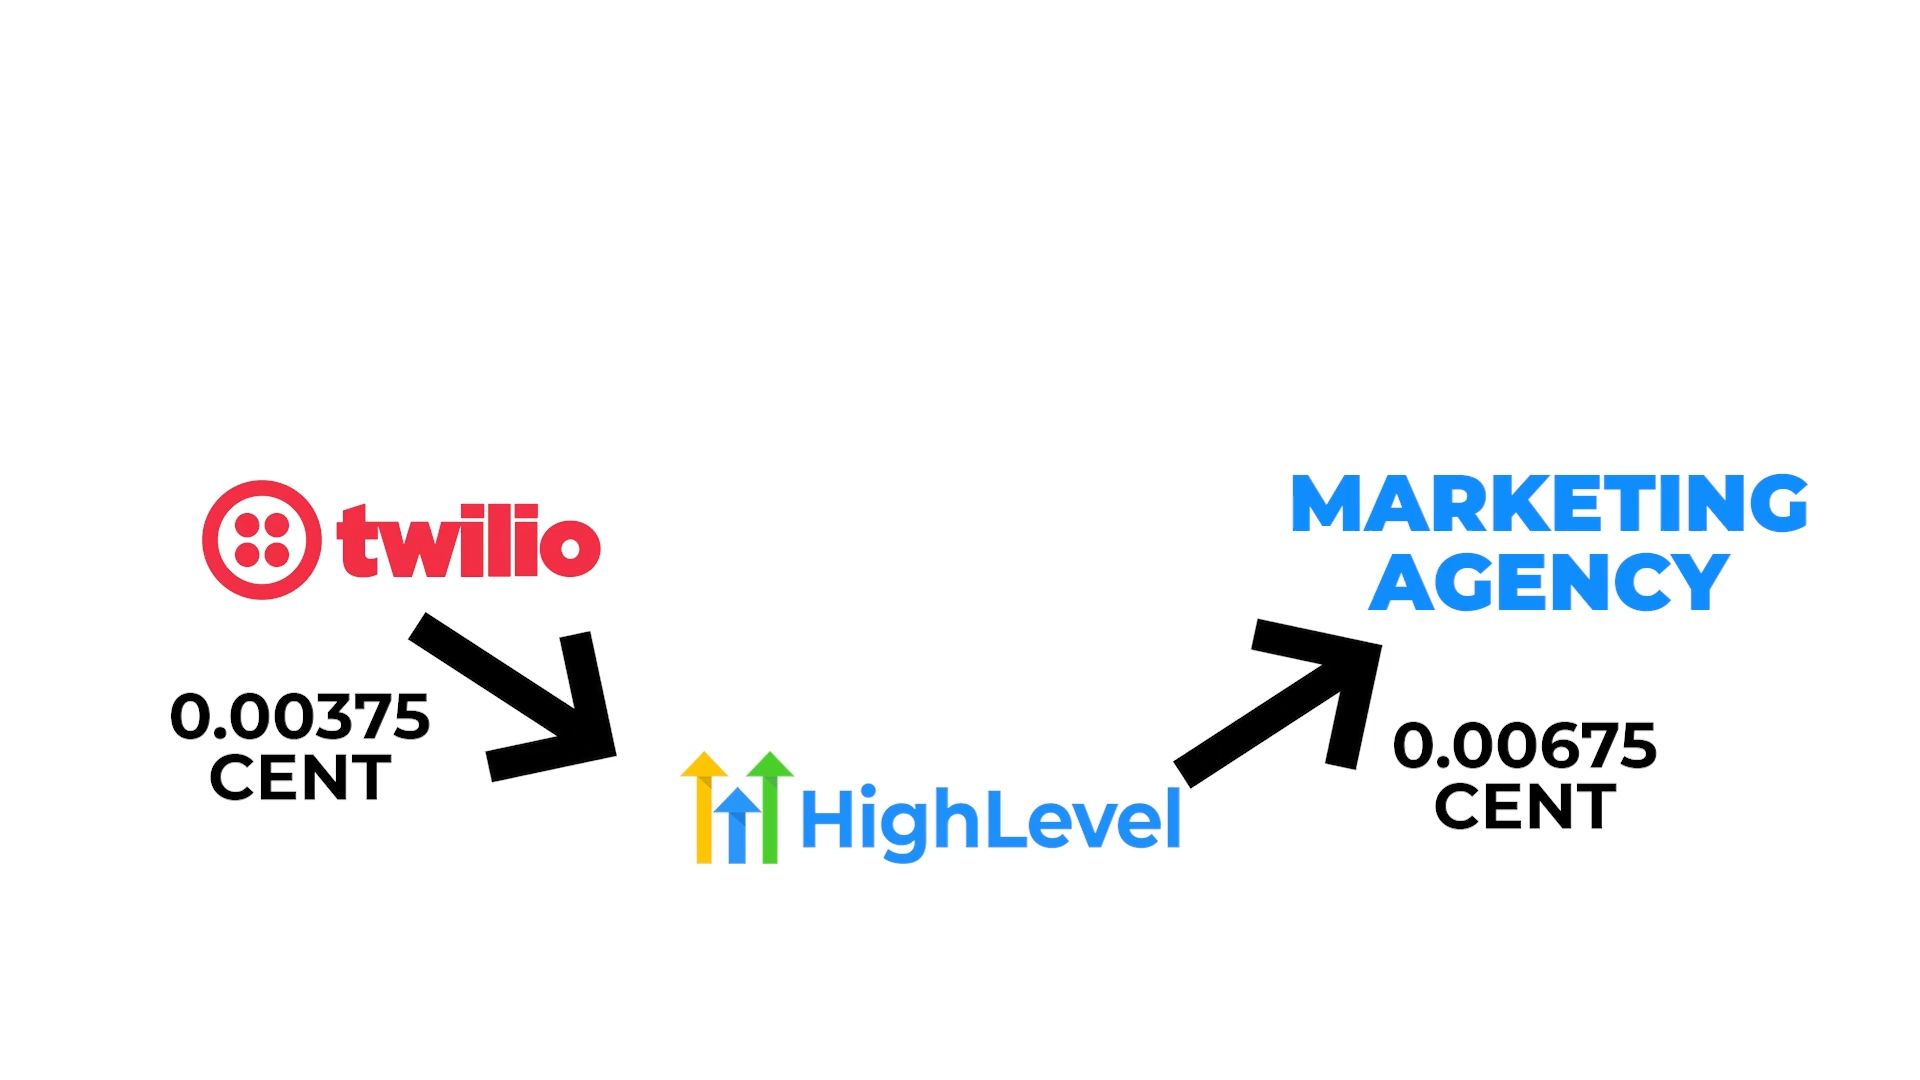 twilio
MARKETING
AGENCY
0.00375
CENT
0.00675
CENT
HighLevel